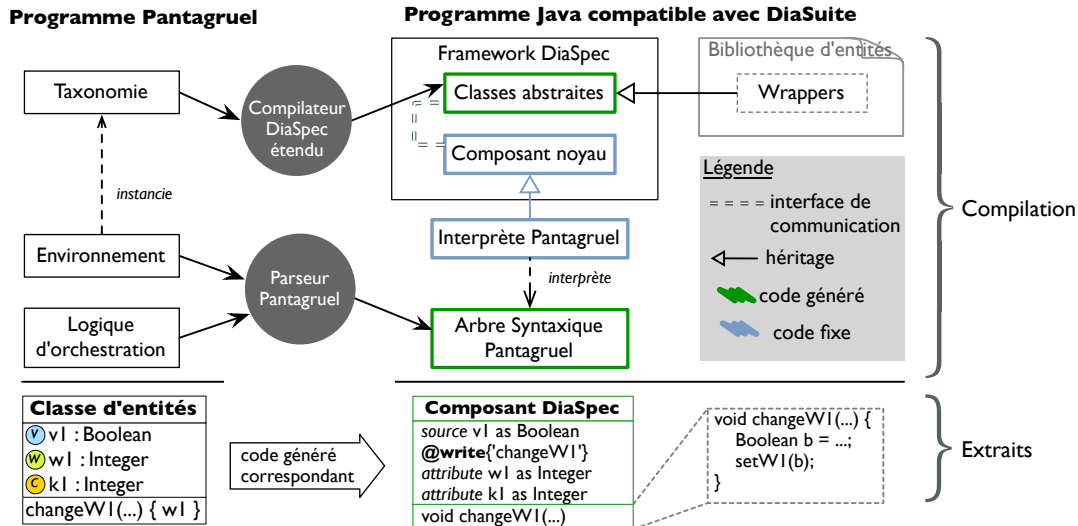 Programme Pantagruel
Programme Java compatible avec DiaSuite
Taxonomie
Compilateur
DiaSpec
étendu
Framework DiaSpec
Classes abstraites
Composant noyau
Bibliothèque d'entités
Wrappers
instancie
Légende
interface de
communication
héritage
code généré
code fixe
Compilation
Environnement
Parseur
Pantagruel
Interprète Pantagruel
interprète
Logique
d'orchestration
Arbre Syntaxique
Pantagruel
Classe d'entités
V v1 : Boolean
W w1 : Integer
C k1 : Integer
changeW1(...) { w1 }
code généré
correspondant
Composant DiaSpec
source v1 as Boolean
@write{'changeW1'}
attribute w1 as Integer
attribute k1 as Integer
void changeW1(...)
void changeW1(...) {
Boolean b = ...;
setW1(b);
}
Extraits